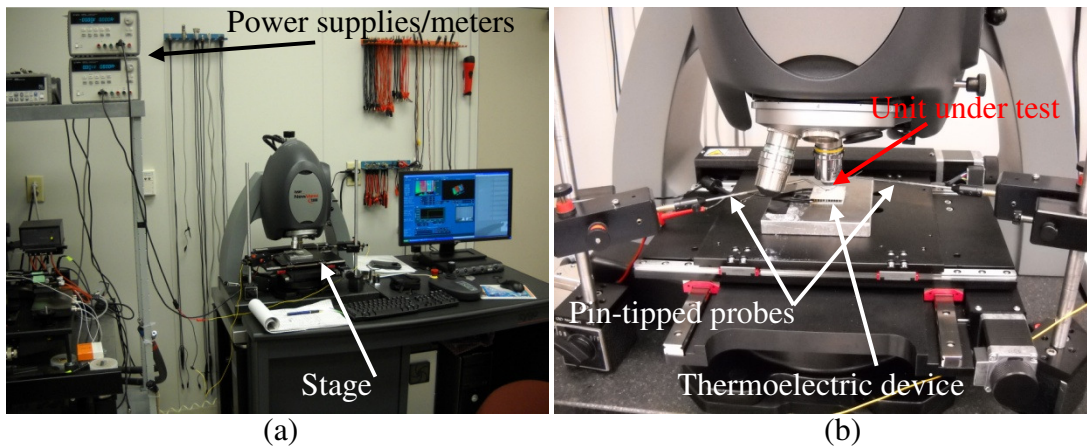 Power supplies/meters
Stage
(a)
Unit under test
Pin-tipped probes
Thermoelectric device
(b)